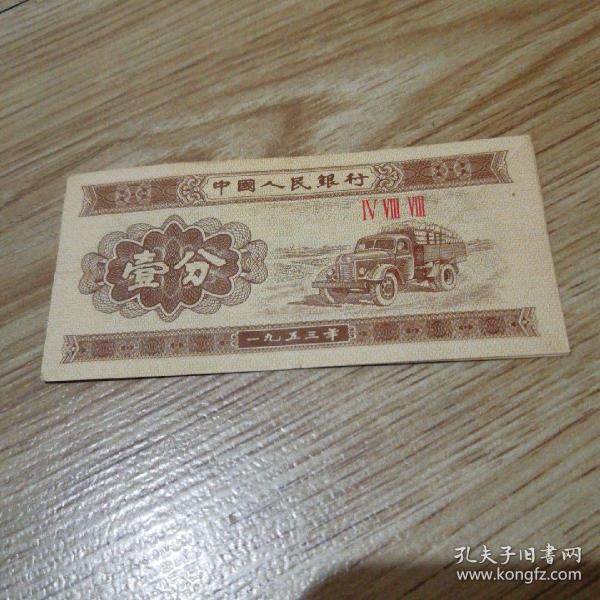 中國人民銀行
IV VIII VIII
壹分
一九五三年
孔夫子旧書网
www.kongfz.com